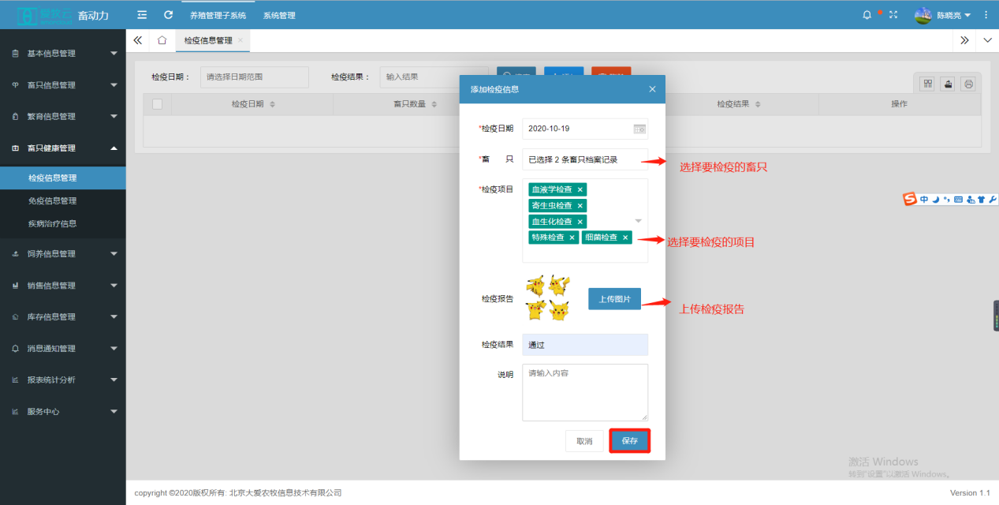 畜动力
养殖管理子系统
系统管理
陈晓亮
基本信息管理
畜只信息管理
繁育信息管理
畜只健康管理
检疫信息管理
免疫信息管理
疾病治疗信息
饲养信息管理
销售信息管理
库存信息管理
消息通知管理
报表统计分析
服务中心
检疫信息管理
检疫日期：
请选择日期范围
检疫结果：
输入结果
检疫日期
畜只数量
检疫结果
操作
添加检疫信息
*检疫日期
2020-10-19
*畜 只
已选择 2 条畜只档案记录
选择要检疫的畜只
*检疫项目
血液学检查 ×
寄生虫检查 ×
血生化检查 ×
特殊检查 × 细菌检查 ×
选择要检疫的项目
检疫报告
上传图片
上传检疫报告
检疫结果
通过
说明
请输入内容
取消
保存
中
激活 Windows
转到"设置"以激活 Windows。
copyright ©2020版权所有: 北京大爱农牧信息技术有限公司
Version 1.1